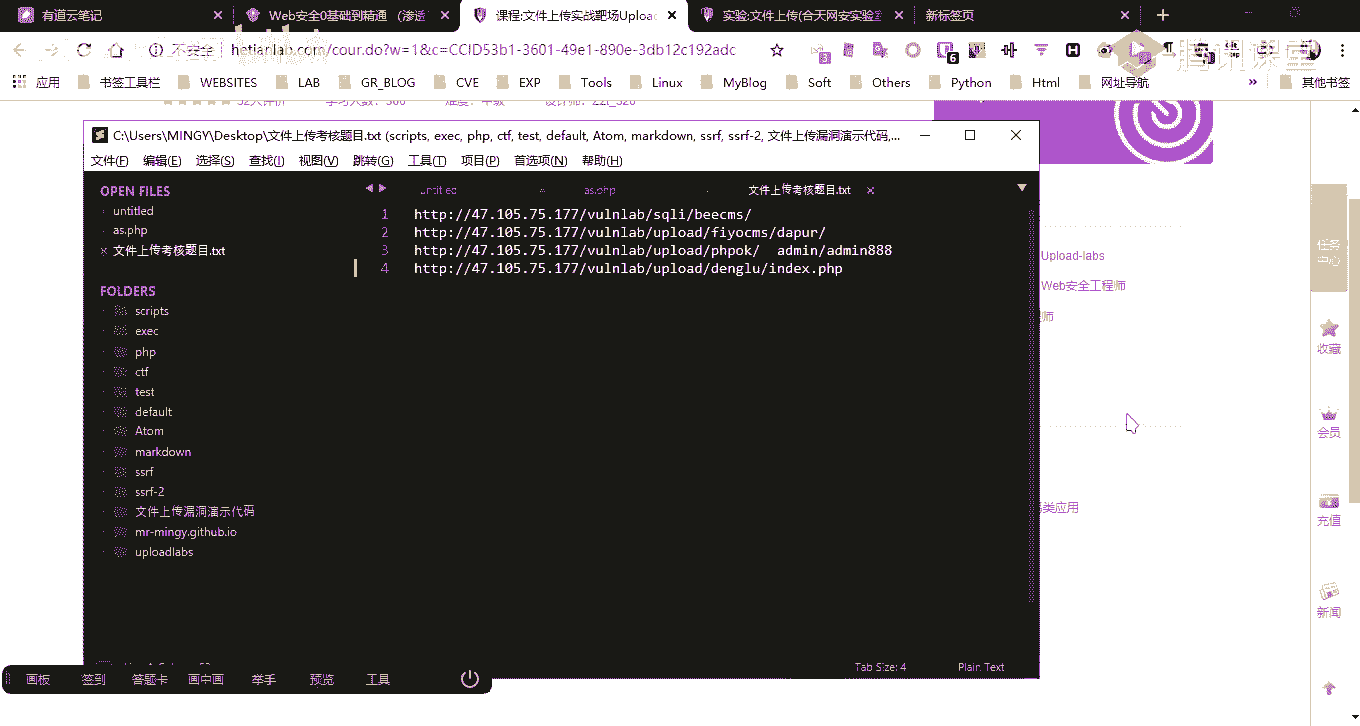 有道云笔记
Web安全0基础到精通 （渗透
课程:文件上传实战靶场Upload
实验:文件上传(合天网安实验室
新标签页
不安全 hetianlab.com/cour.do?w=1&c=CCID53b1-3601-49e1-890e-3db12c192adc
腾讯课堂
应用 书签工具栏 WEBSITES LAB GR_BLOG CVE EXP Tools Linux MyBlog Soft Others Python Html 网址导航 » 其他书签
C:\Users\MINGY\Desktop\文件上传考核题目.txt (scripts, exec, php, ctf, test, default, Atom, markdown, ssrf, ssrf-2, 文件上传漏洞演示代码,...
文件(F) 编辑(E) 选择(S) 查找(I) 视图(V) 跳转(G) 工具(T) 项目(P) 首选项(N) 帮助(H)
OPEN FILES
untitled
as.php
文件上传考核题目.txt
FOLDERS
scripts
exec
php
ctf
test
default
Atom
markdown
ssrf
ssrf-2
文件上传漏洞演示代码
mr-mingy.github.io
uploadlabs
untitled as.php 文件上传考核题目.txt
1 http://47.105.75.177/vulnlab/sqli/beecms/
2 http://47.105.75.177/vulnlab/upload/fiyocms/dapur/
3 http://47.105.75.177/vulnlab/upload/phpok/ admin/admin888
4 http://47.105.75.177/vulnlab/upload/denglu/index.php
Tab Size: 4 Plain Text
Upload-labs
Web安全工程师
类应用
任务中心
收藏
会员
充值
新闻
画板 签到 答题卡 画中画 举手 预览 工具